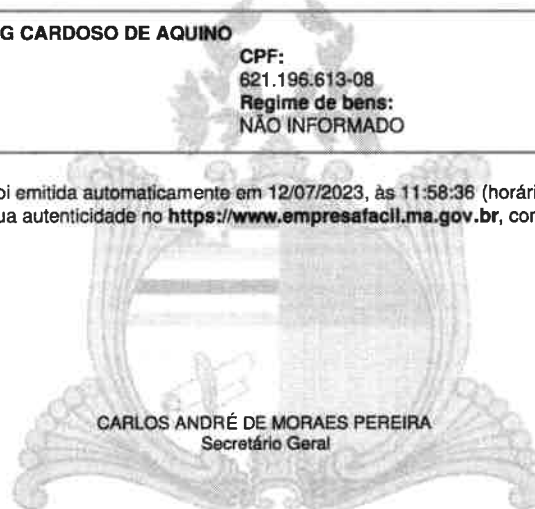 G CARDOSO DE AQUINO
CPF:
621.196.613-08
Regime de bens:
NÃO INFORMADO
oi emitida automaticamente em 12/07/2023, às 11:58:36 (horári
ua autenticidade no https://www.empresafacil.ma.gov.br, con
CARLOS ANDRÉ DE MORAES PEREIRA
Secretário Geral